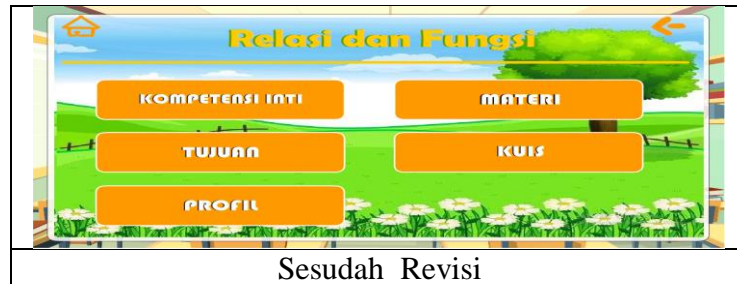 Relasi dan Fungsi
KOMPETENSI INTI
MATERI
TUJUAN
KUIS
PROFIL
Sesudah Revisi